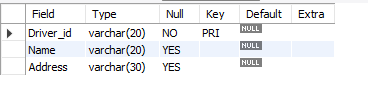 Field Type Null Key Default Extra
Driver_id varchar(20) NO PRI NULL
Name varchar(20) YES NULL
Address varchar(30) YES NULL